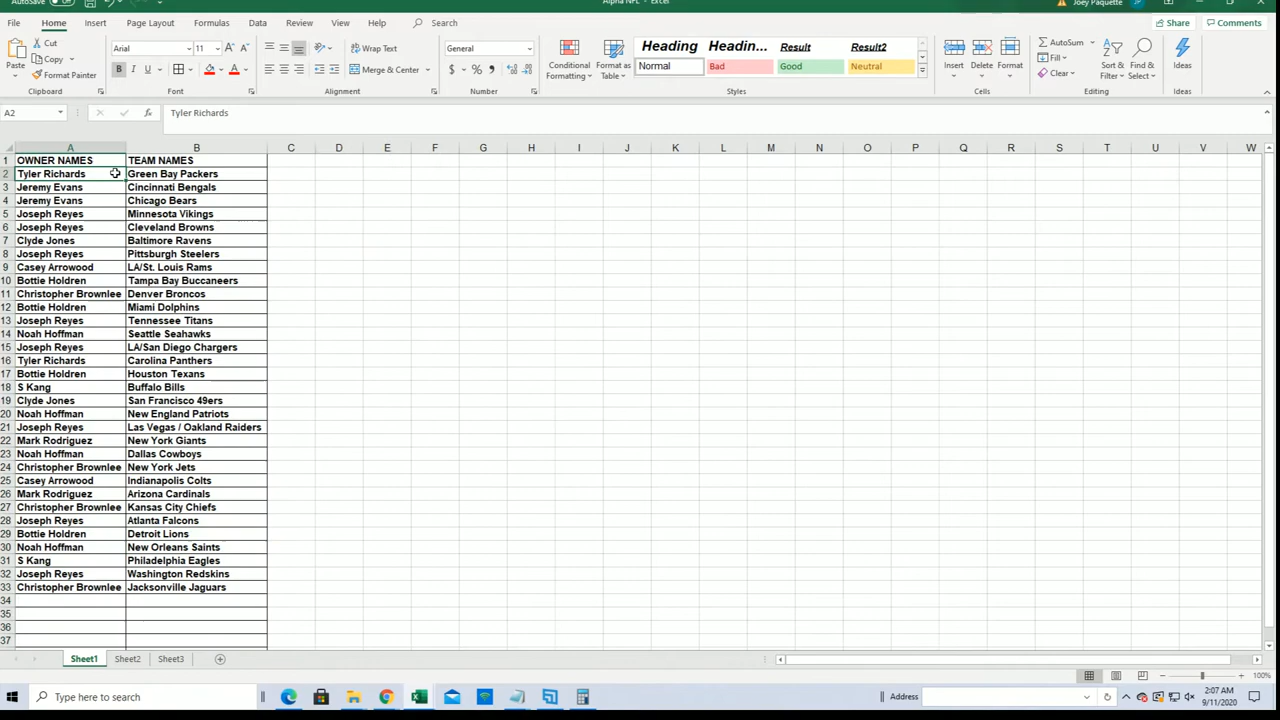 AutoSave Off Alpha NFL - Excel Joey Paquette JP
File Home Insert Page Layout Formulas Data Review View Help Search Share Comments
Paste Cut Copy Format Painter Clipboard
Arial 11 B I U Font
Wrap Text Merge & Center Alignment
General $ % Number
Conditional Formatting Format as Table
Heading Headin... Result Result2
Normal Bad Good Neutral
Styles
Insert Delete Format Cells
AutoSum Fill Clear Sort & Filter Find & Select Editing
Ideas Ideas
A2 fx Tyler Richards
A B C D E F G H I J K L M N O P Q R S T U V W
1 OWNER NAMES TEAM NAMES
2 Tyler Richards Green Bay Packers
3 Jeremy Evans Cincinnati Bengals
4 Jeremy Evans Chicago Bears
5 Joseph Reyes Minnesota Vikings
6 Joseph Reyes Cleveland Browns
7 Clyde Jones Baltimore Ravens
8 Joseph Reyes Pittsburgh Steelers
9 Casey Arrowood LA/St. Louis Rams
10 Bottie Holdren Tampa Bay Buccaneers
11 Christopher Brownlee Denver Broncos
12 Bottie Holdren Miami Dolphins
13 Joseph Reyes Tennessee Titans
14 Noah Hoffman Seattle Seahawks
15 Joseph Reyes LA/San Diego Chargers
16 Tyler Richards Carolina Panthers
17 Bottie Holdren Houston Texans
18 S Kang Buffalo Bills
19 Clyde Jones San Francisco 49ers
20 Noah Hoffman New England Patriots
21 Joseph Reyes Las Vegas / Oakland Raiders
22 Mark Rodriguez New York Giants
23 Noah Hoffman Dallas Cowboys
24 Christopher Brownlee New York Jets
25 Casey Arrowood Indianapolis Colts
26 Mark Rodriguez Arizona Cardinals
27 Christopher Brownlee Kansas City Chiefs
28 Joseph Reyes Atlanta Falcons
29 Bottie Holdren Detroit Lions
30 Noah Hoffman New Orleans Saints
31 S Kang Philadelphia Eagles
32 Joseph Reyes Washington Redskins
33 Christopher Brownlee Jacksonville Jaguars
34
35
36
37
Sheet1 Sheet2 Sheet3
100%
Type here to search Address 2:07 AM
9/11/2020